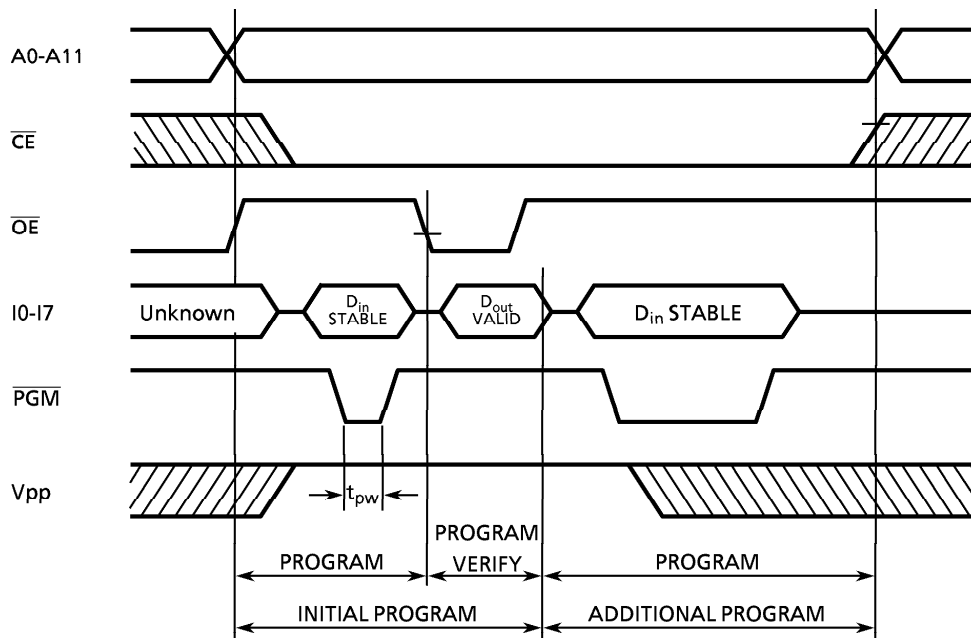 A0-A11
CE
OE
I0-I7
Unknown
Din
STABLE
Dout
VALID
Din STABLE
PGM
Vpp
tpw
PROGRAM
PROGRAM
VERIFY
PROGRAM
INITIAL PROGRAM
ADDITIONAL PROGRAM